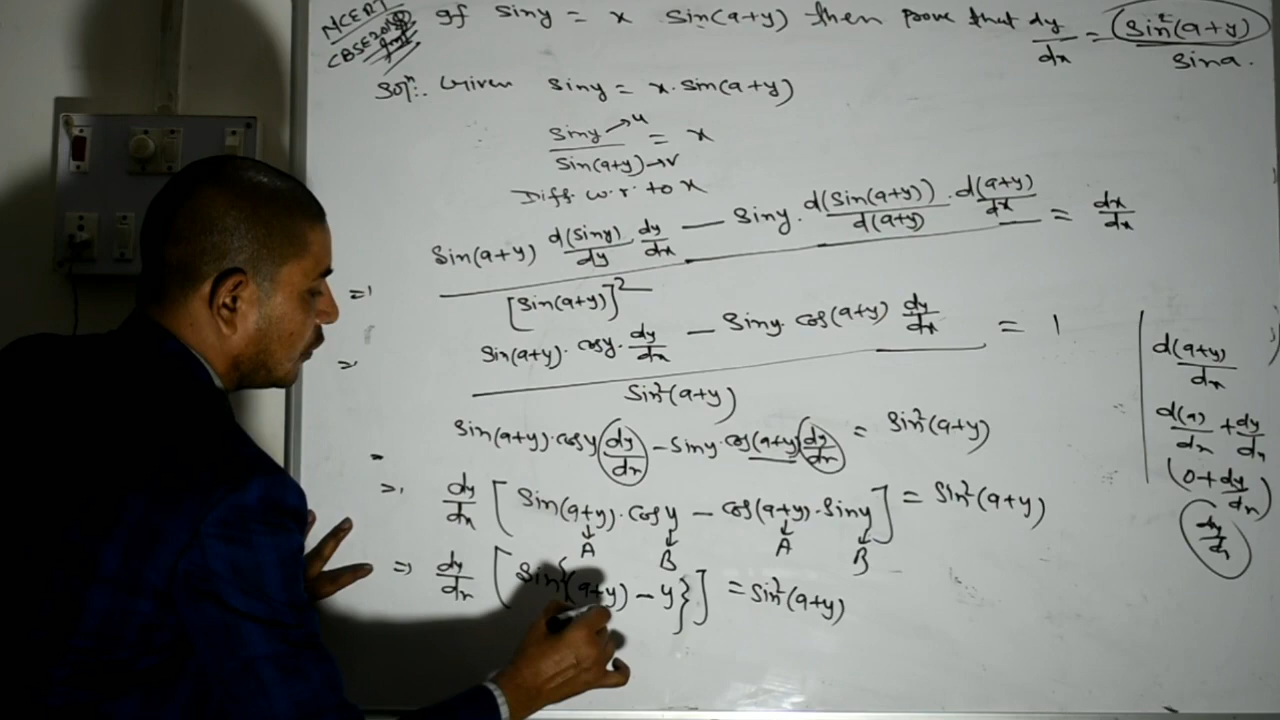 NCERT
CBSE 2018
If siny = x sin(a+y) then prove that dy/dx = sin²(a+y)/sina.
Solⁿ:. Given siny = x.sin(a+y)
siny→u / sin(a+y)→v = x
Diff. w.r. to x
=) sin(a+y) d(siny)/dy . dy/dx — siny. d(sin(a+y))/d(a+y) . d(a+y)/dx / [sin(a+y)]² = dx/dx
=) sin(a+y). cosy. dy/dx — siny. cos(a+y) dy/dx / sin²(a+y) = 1
sin(a+y).cosy dy/dx - siny.cos(a+y) dy/dx = sin²(a+y)
=) dy/dx [sin(a+y).cosy - cos(a+y).siny] = sin²(a+y)
A B A B
=) dy/dx [sin{(a+y) - y}] = sin²(a+y)
d(a+y)/dx
d(a)/dx + dy/dx
(0 + dy/dx)
dy/dx